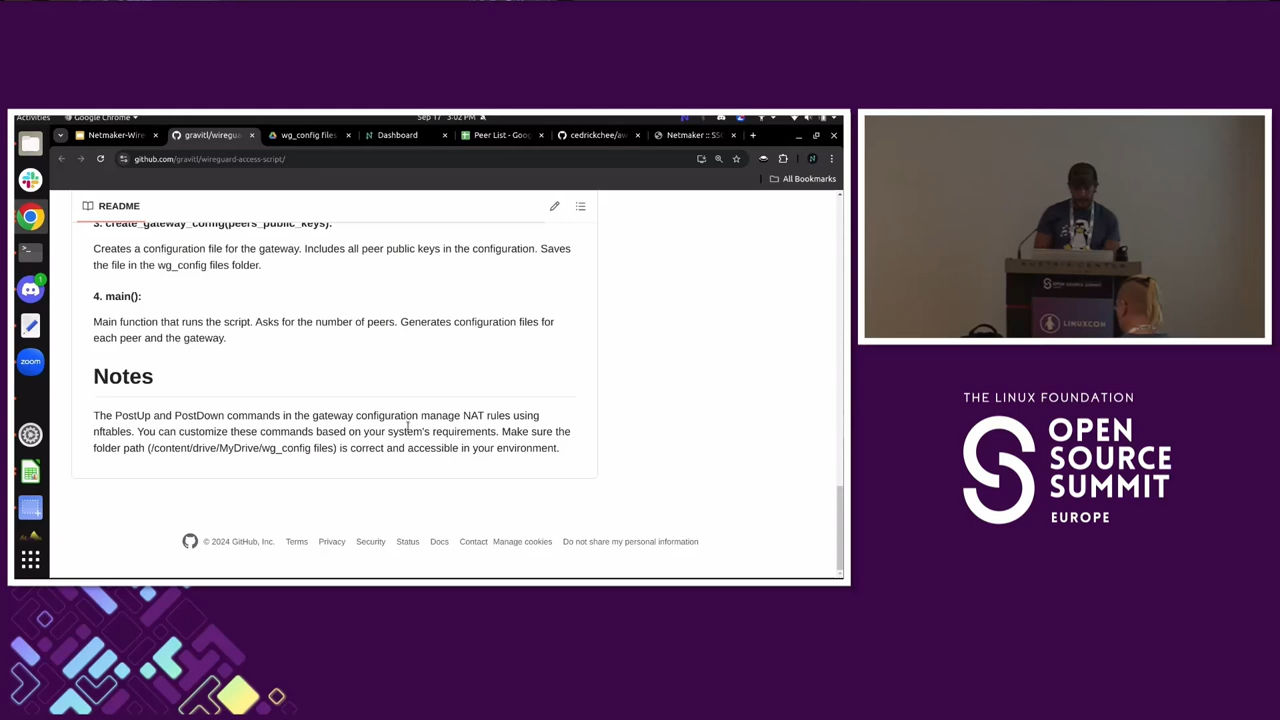 Activities
Google Chrome
Sep 17 3:02 PM
Netmaker-Wire
gravitl/wiregua
wg_config files
Dashboard
Peer List - Goo
cedrickchee/aw
Netmaker :: SSO
github.com/gravitl/wireguard-access-script/
All Bookmarks
README
3. create_gateway_config(peers_public_keys):
Creates a configuration file for the gateway. Includes all peer public keys in the configuration. Saves
the file in the wg_config files folder.
4. main():
Main function that runs the script. Asks for the number of peers. Generates configuration files for
each peer and the gateway.
Notes
The PostUp and PostDown commands in the gateway configuration manage NAT rules using
nftables. You can customize these commands based on your system's requirements. Make sure the
folder path (/content/drive/MyDrive/wg_config files) is correct and accessible in your environment.
© 2024 GitHub, Inc. Terms Privacy Security Status Docs Contact Manage cookies Do not share my personal information
zoom
1
OPEN
SOURCE
SUMMIT
LINUXCON
THE LINUX FOUNDATION
OPEN
SOURCE
SUMMIT
EUROPE